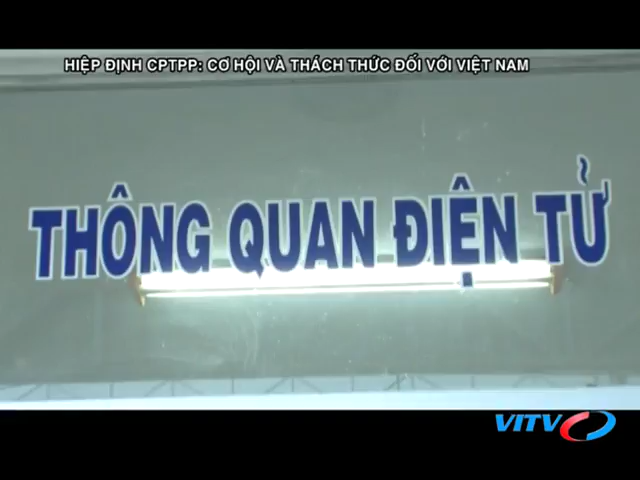 HIỆP ĐỊNH CPTPP: CƠ HỘI VÀ THÁCH THỨC ĐỐI VỚI VIỆT NAM
THÔNG QUAN ĐIỆN TỬ
VITV